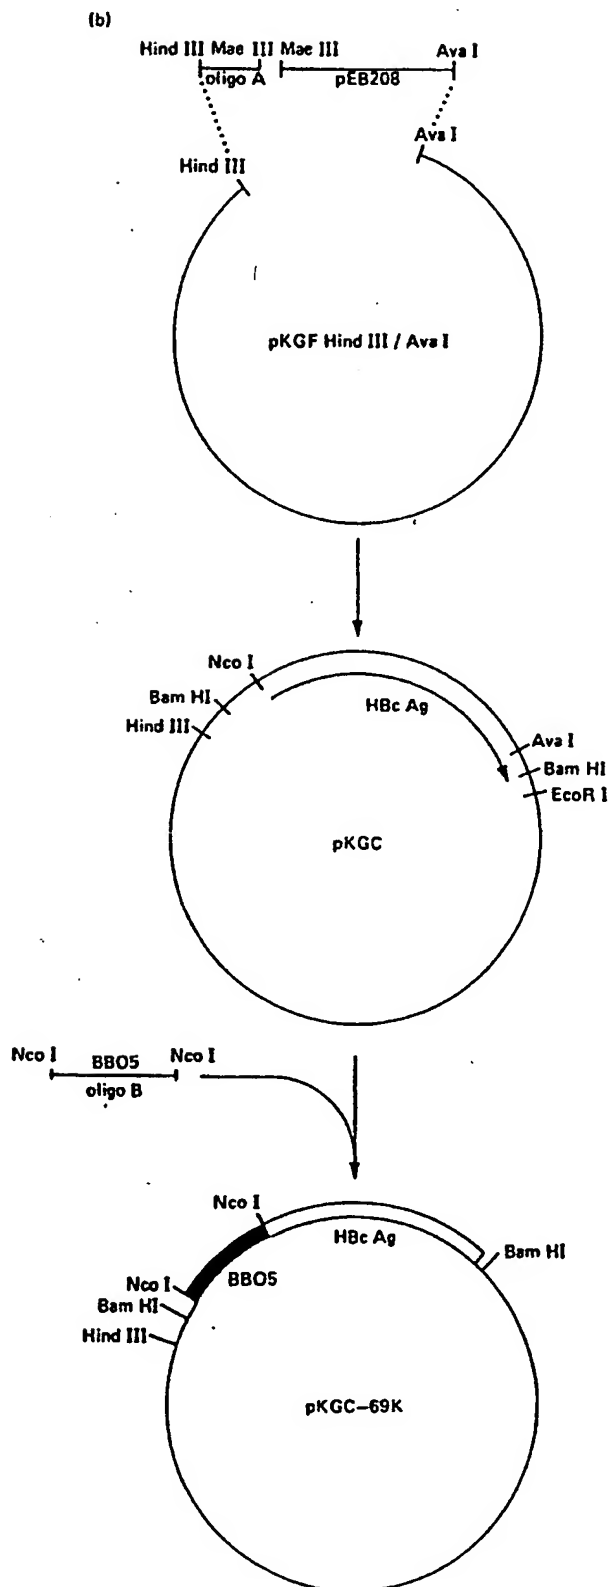 (b)
Hind III Mae III Mae III Ava I
oligo A pEB208
Ava I
Hind III
pKGF Hind III / Ava I
Nco I
Bam HI
HBc Ag
Hind III
Ava I
Bam HI
EcoR I
pKGC
Nco I BBO5 Nco I
oligo B
Nco I
HBc Ag
Bam HI
BBO5
Nco I
Bam HI
Hind III
pKGC–69K